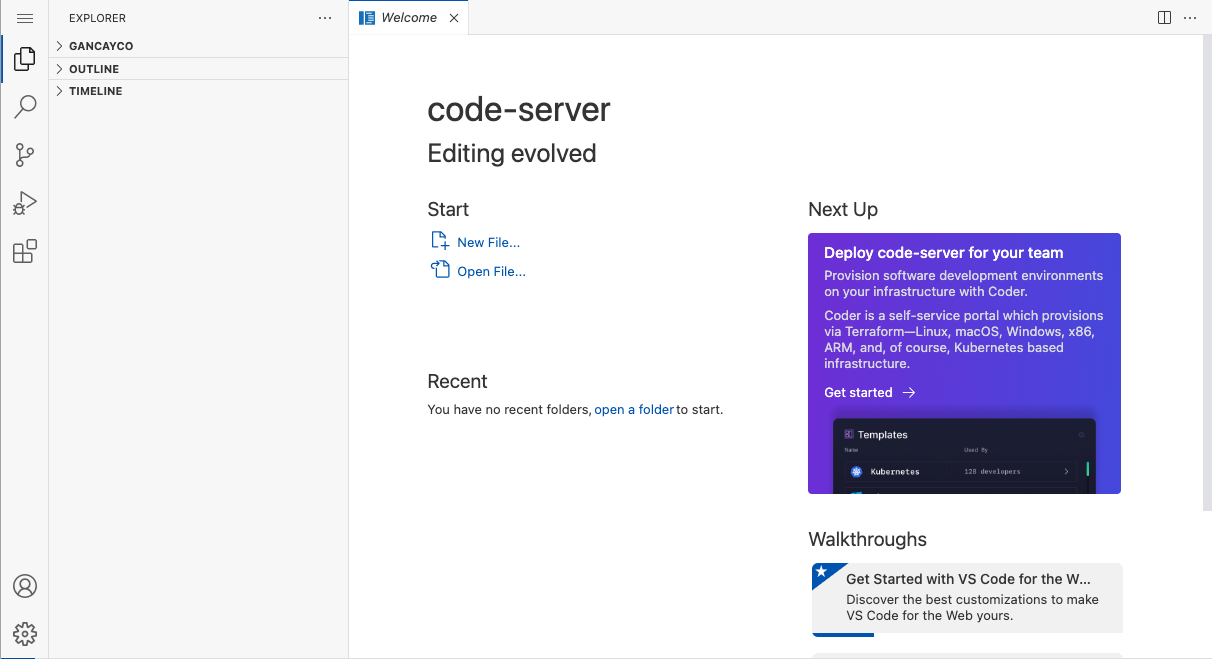 EXPLORER
GANCAYCO
OUTLINE
TIMELINE
Welcome
code-server
Editing evolved
Start
New File...
Open File...
Recent
You have no recent folders, open a folder to start.
Next Up
Deploy code-server for your team
Provision software development environments
on your infrastructure with Coder.
Coder is a self-service portal which provisions
via Terraform—Linux, macOS, Windows, x86,
ARM, and, of course, Kubernetes based
infrastructure.
Get started
Templates
Name Used By
Kubernetes 128 developers
Walkthroughs
Get Started with VS Code for the W...
Discover the best customizations to make
VS Code for the Web yours.